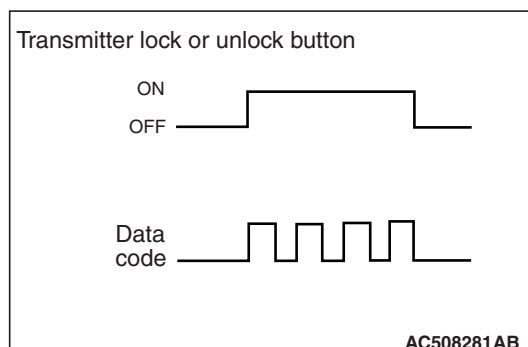 Transmitter lock or unlock button
ON
OFF
Data
code
AC508281AB